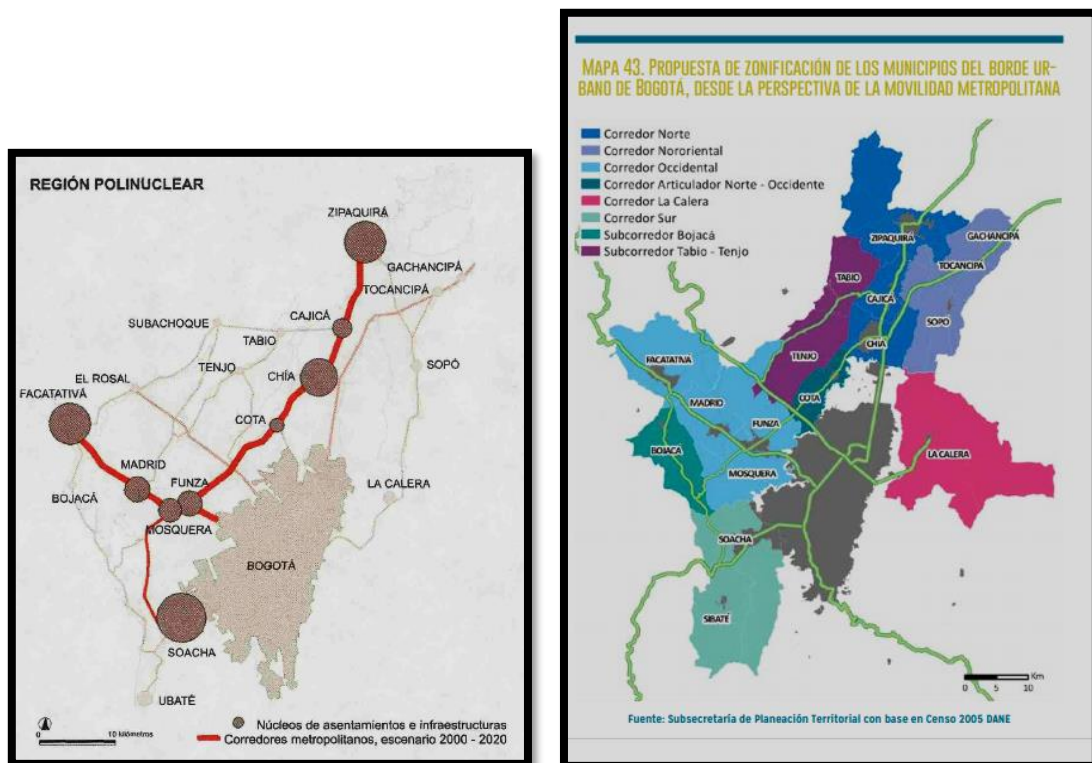 REGIÓN POLINUCLEAR
ZIPAQUIRÁ
GACHANCIPÁ
TOCANCIPÁ
CAJICÁ
SUBACHOQUE
TABIO
SOPÓ
TENJO
CHÍA
EL ROSAL
FACATATIVÁ
COTA
MADRID
FUNZA
LA CALERA
BOJACÁ
MOSQUERA
BOGOTÁ
SOACHA
UBATÉ
Núcleos de asentamientos e infraestructuras
0 10 kilómetros
Corredores metropolitanos, escenario 2000 - 2020
MAPA 43. PROPUESTA DE ZONIFICACIÓN DE LOS MUNICIPIOS DEL BORDE UR-
BANO DE BOGOTÁ, DESDE LA PERSPECTIVA DE LA MOVILIDAD METROPOLITANA
Corredor Norte
Corredor Nororiental
Corredor Occidental
Corredor Articulador Norte - Occidente
Corredor La Calera
Corredor Sur
Subcorredor Bojacá
Subcorredor Tabio - Tenjo
ZIPAQUIRÁ
GACHANCIPÁ
TOCANCIPÁ
TABIO
CAJICÁ
SOPÓ
CHÍA
TENJO
FACATATIVA
COTA
MADRID
FUNZA
BOJACÁ
LA CALERA
MOSQUERA
SOACHA
SIBATÉ
Km
0 5 10
Fuente: Subsecretaría de Planeación Territorial con base en Censo 2005 DANE